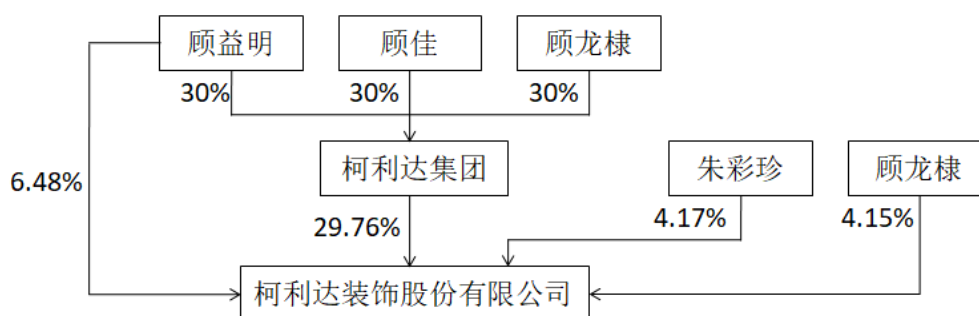 顾益明 顾佳 顾龙棣
30% 30% 30%
柯利达集团 朱彩珍 顾龙棣
6.48%
29.76% 4.17% 4.15%
柯利达装饰股份有限公司